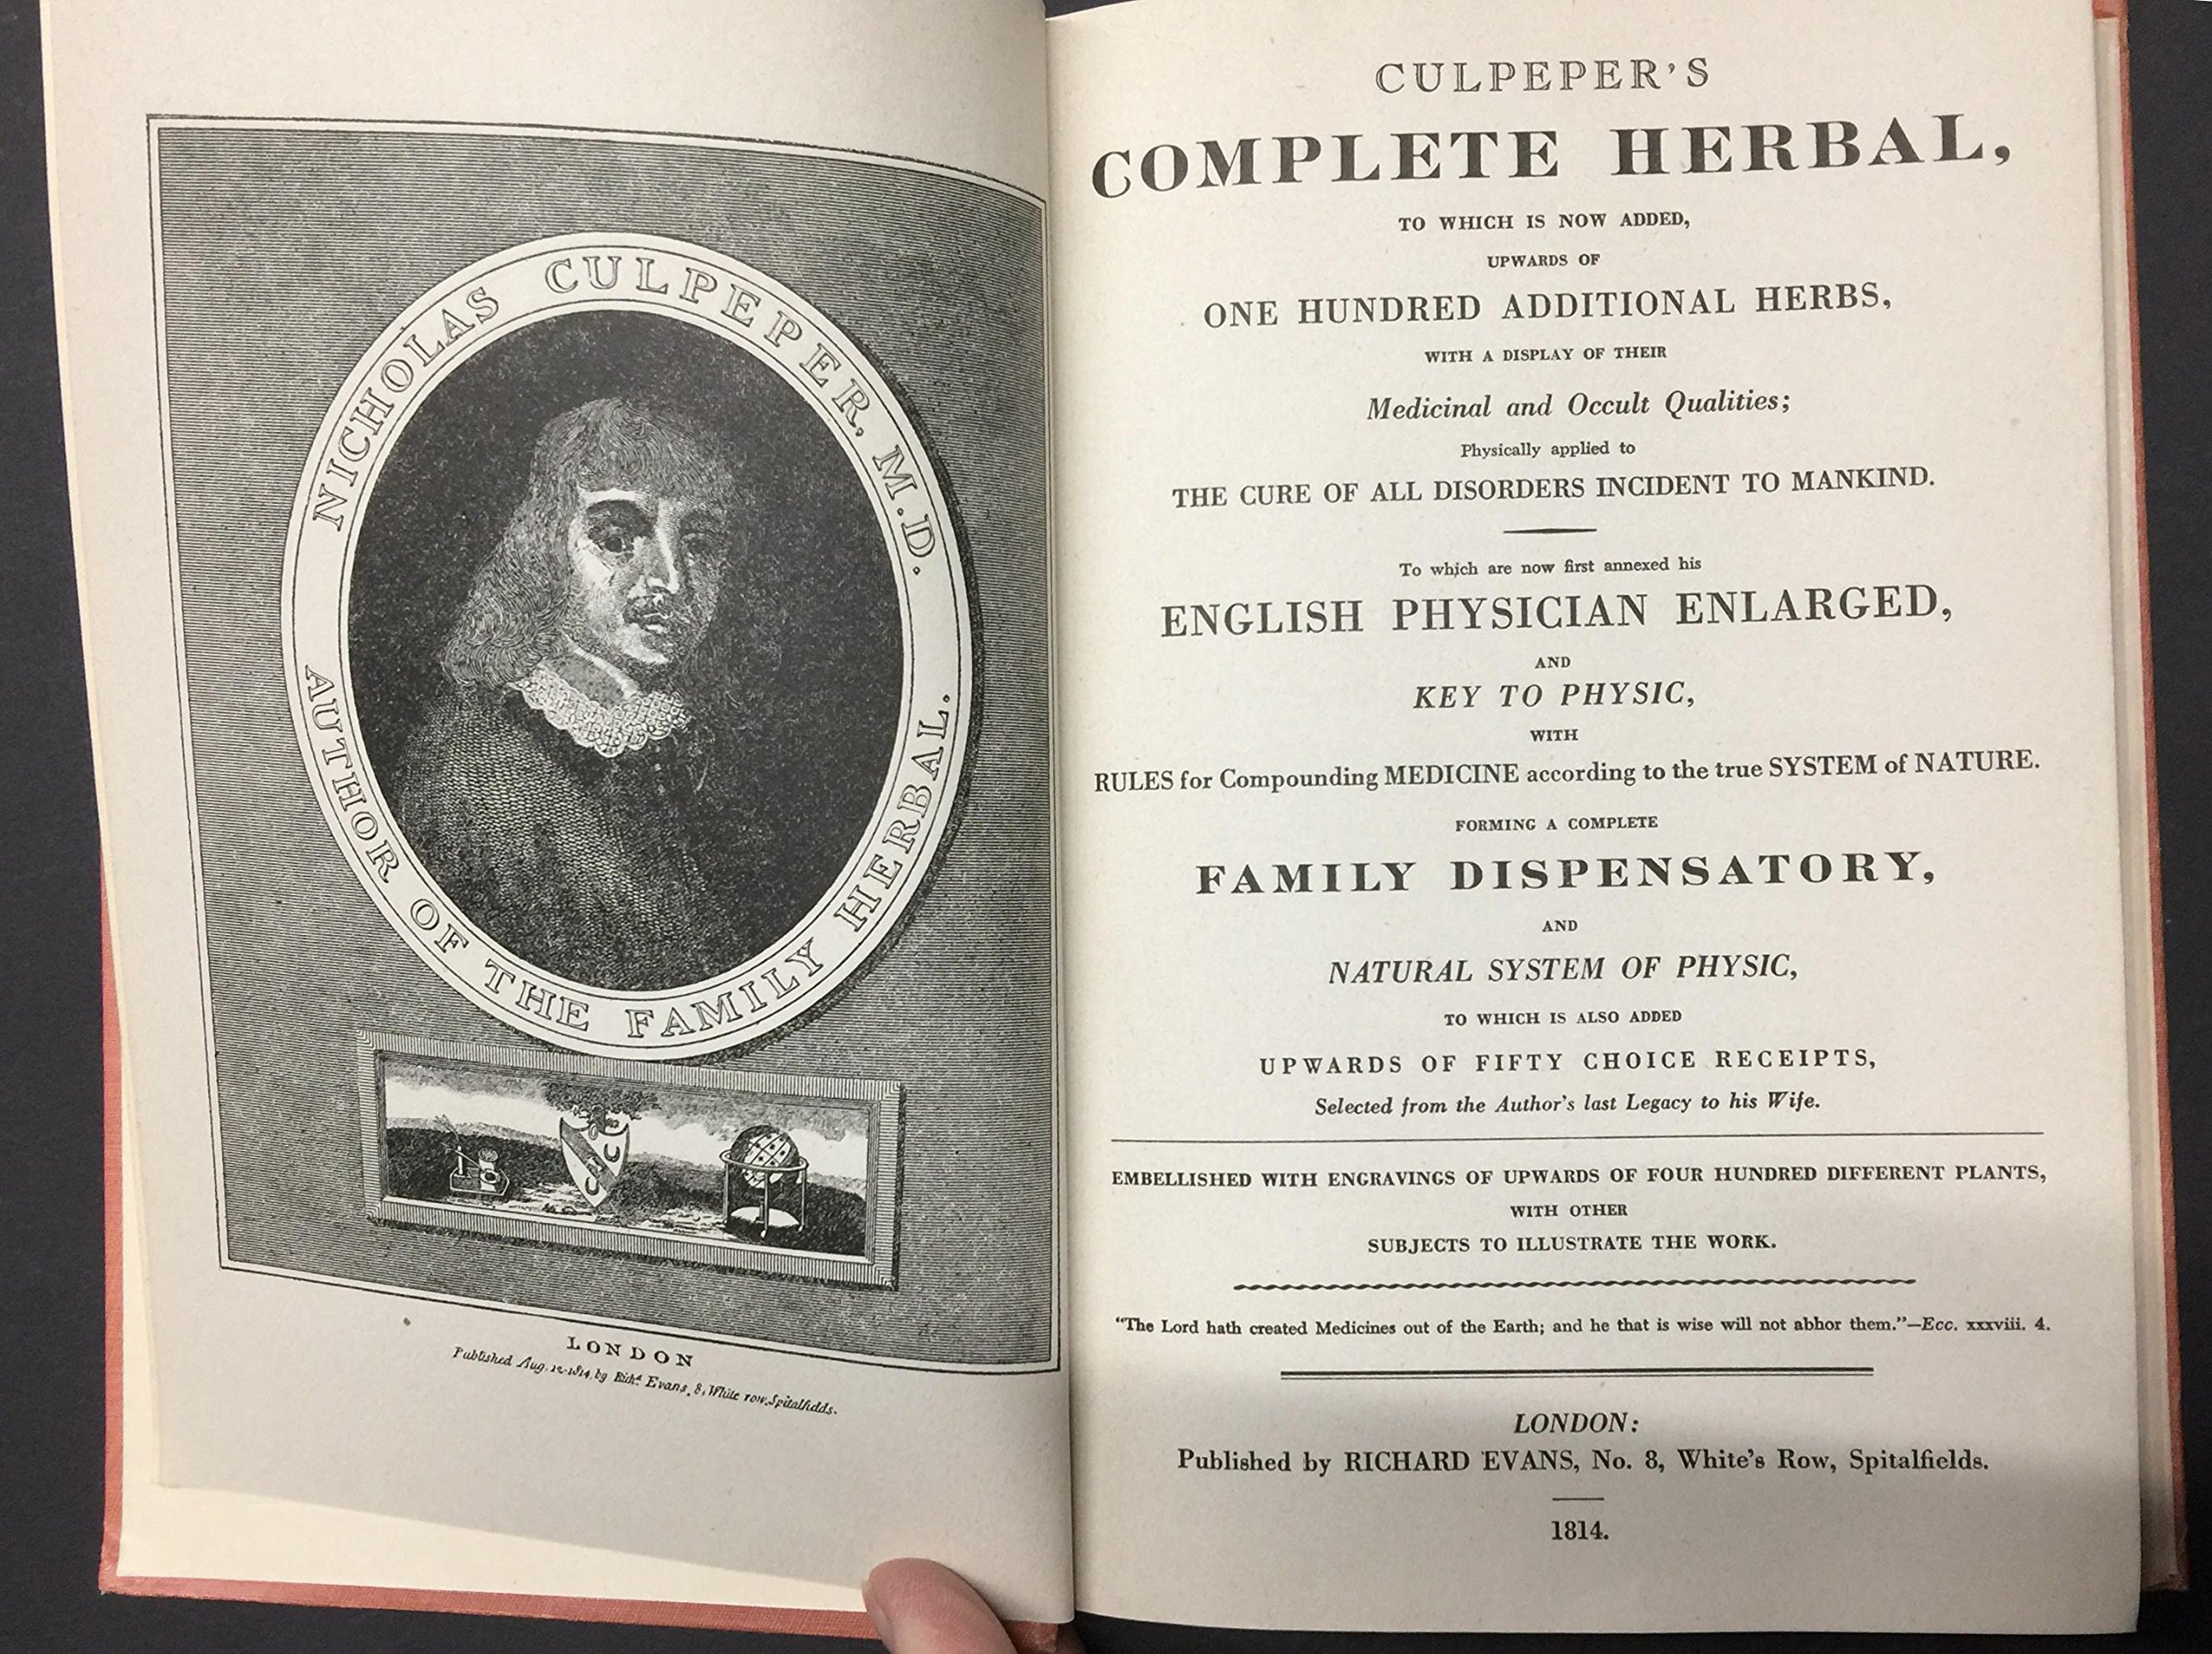 NICHOLAS CULPEPER, M.D.
AUTHOR OF THE FAMILY HERBAL.
LONDON
Published Aug. 12-1814, by Richd. Evans, 8, White row, Spitalfields.
CULPEPER'S
COMPLETE HERBAL,
TO WHICH IS NOW ADDED,
UPWARDS OF
ONE HUNDRED ADDITIONAL HERBS,
WITH A DISPLAY OF THEIR
Medicinal and Occult Qualities;
Physically applied to
THE CURE OF ALL DISORDERS INCIDENT TO MANKIND.
To which are now first annexed his
ENGLISH PHYSICIAN ENLARGED,
AND
KEY TO PHYSIC,
WITH
RULES for Compounding MEDICINE according to the true SYSTEM of NATURE.
FORMING A COMPLETE
FAMILY DISPENSATORY,
AND
NATURAL SYSTEM OF PHYSIC,
TO WHICH IS ALSO ADDED
UPWARDS OF FIFTY CHOICE RECEIPTS,
Selected from the Author's last Legacy to his Wife.
EMBELLISHED WITH ENGRAVINGS OF UPWARDS OF FOUR HUNDRED DIFFERENT PLANTS,
WITH OTHER
SUBJECTS TO ILLUSTRATE THE WORK.
"The Lord hath created Medicines out of the Earth; and he that is wise will not abhor them."—Ecc. xxxviii. 4.
LONDON:
Published by RICHARD EVANS, No. 8, White's Row, Spitalfields.
1814.